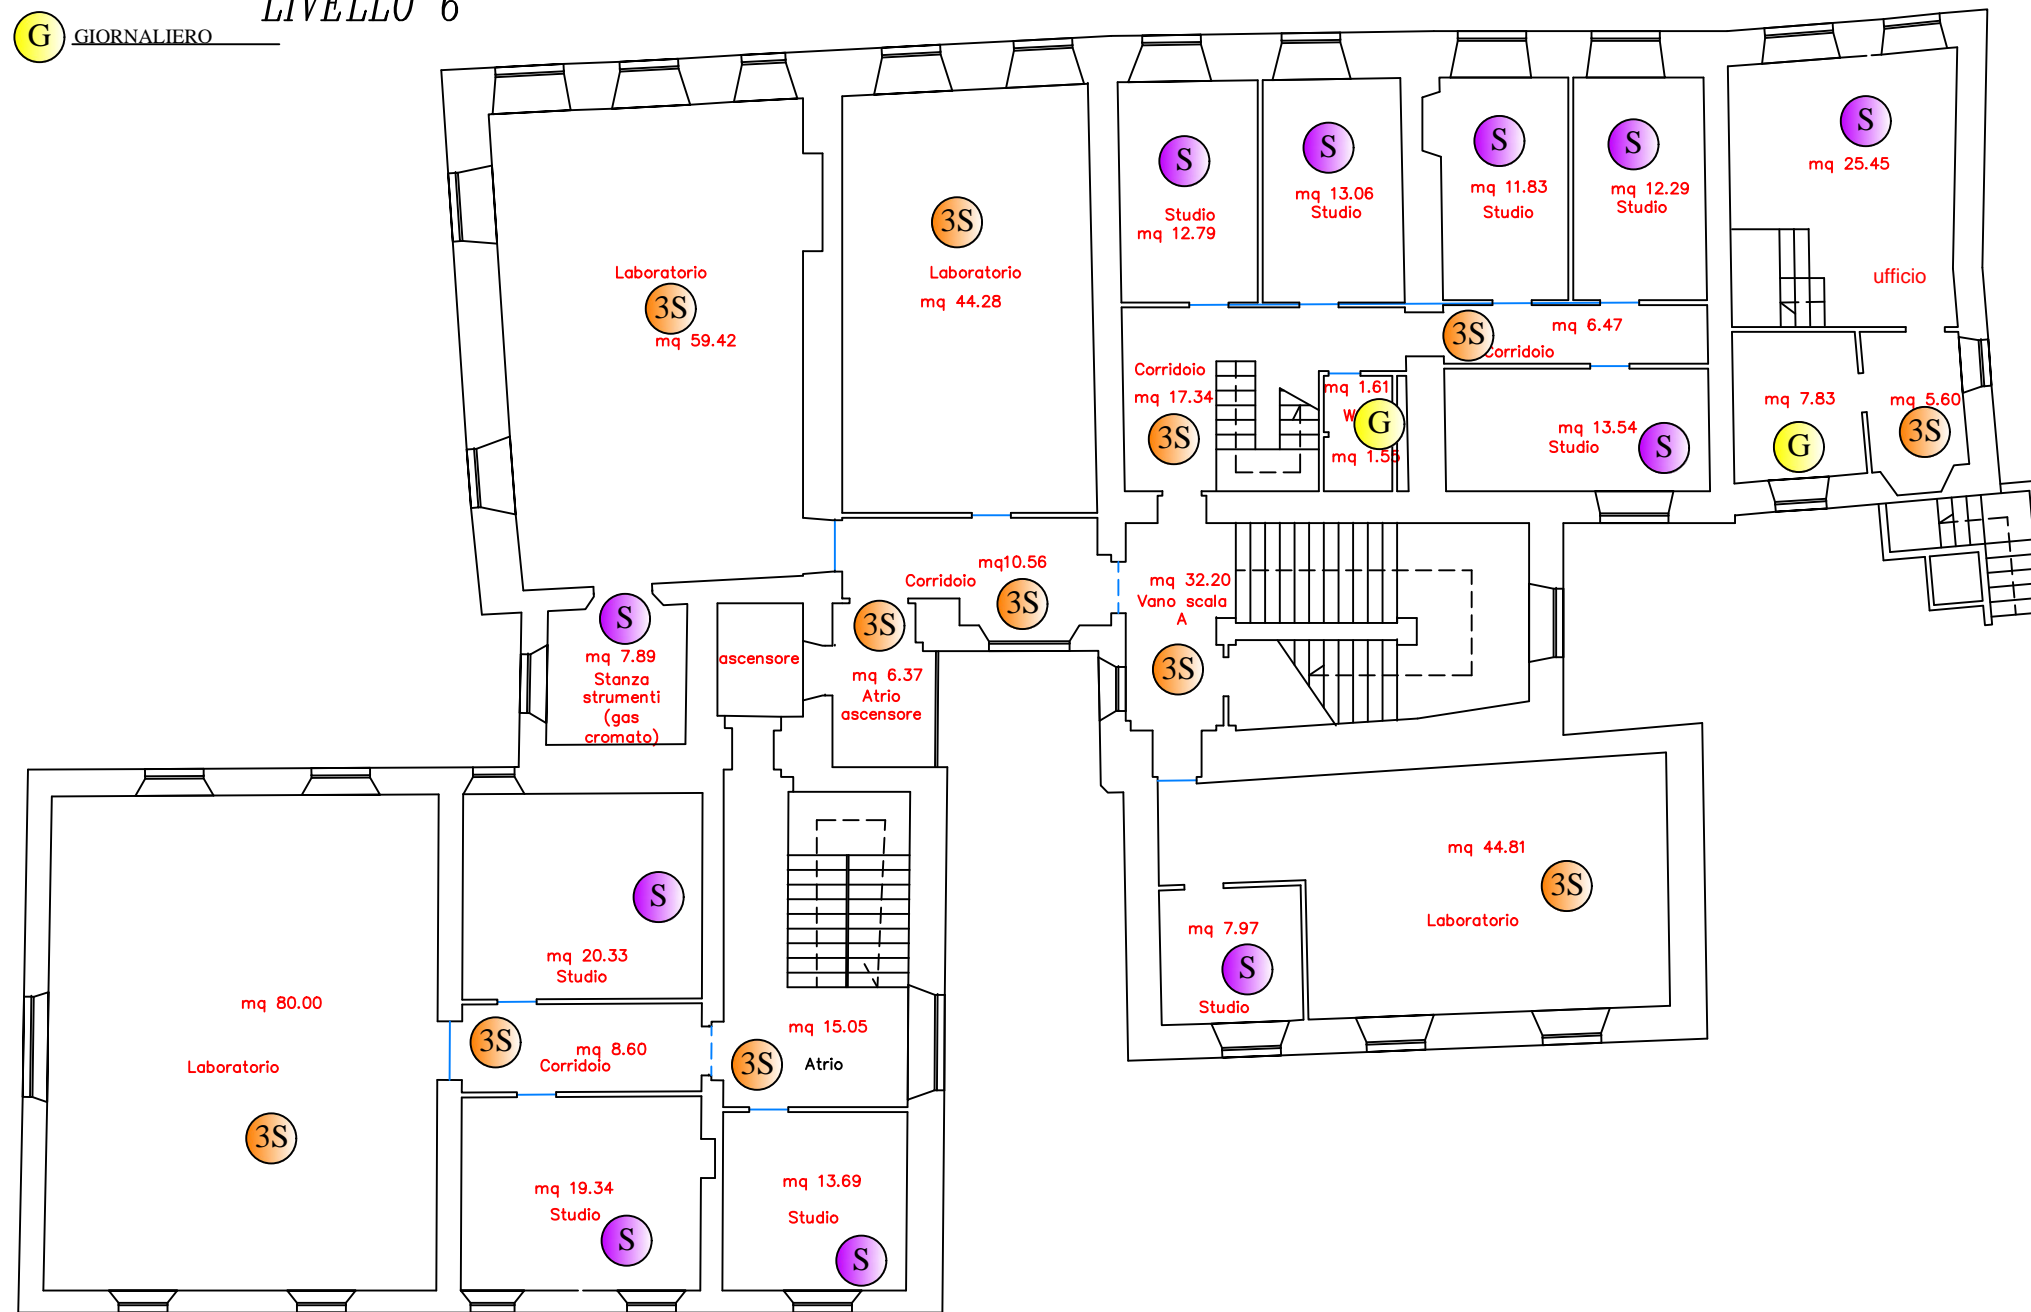 LIVELLO 6
G GIORNALIERO
S
mq 25.45
ufficio
S
Studio
mq 12.79
S
mq 13.06
Studio
S
mq 11.83
Studio
S
mq 12.29
Studio
3S
Laboratorio
mq 44.28
Laboratorio
3S
mq 59.42
3S
mq 6.47
Corridoio
Corridoio
mq 17.34
3S
mq 1.61
G
mq 1.55
mq 13.54
Studio
S
mq 7.83
G
mq 5.60
3S
mq10.56
Corridoio
3S
mq 32.20
Vano scala
A
3S
S
mq 7.89
Stanza
strumenti
(gas
cromato)
ascensore
3S
mq 6.37
Atrio
ascensore
mq 44.81
3S
Laboratorio
mq 7.97
S
Studio
S
mq 20.33
Studio
mq 80.00
Laboratorio
3S
3S
mq 8.60
Corridoio
mq 15.05
3S
Atrio
mq 19.34
Studio
S
mq 13.69
Studio
S